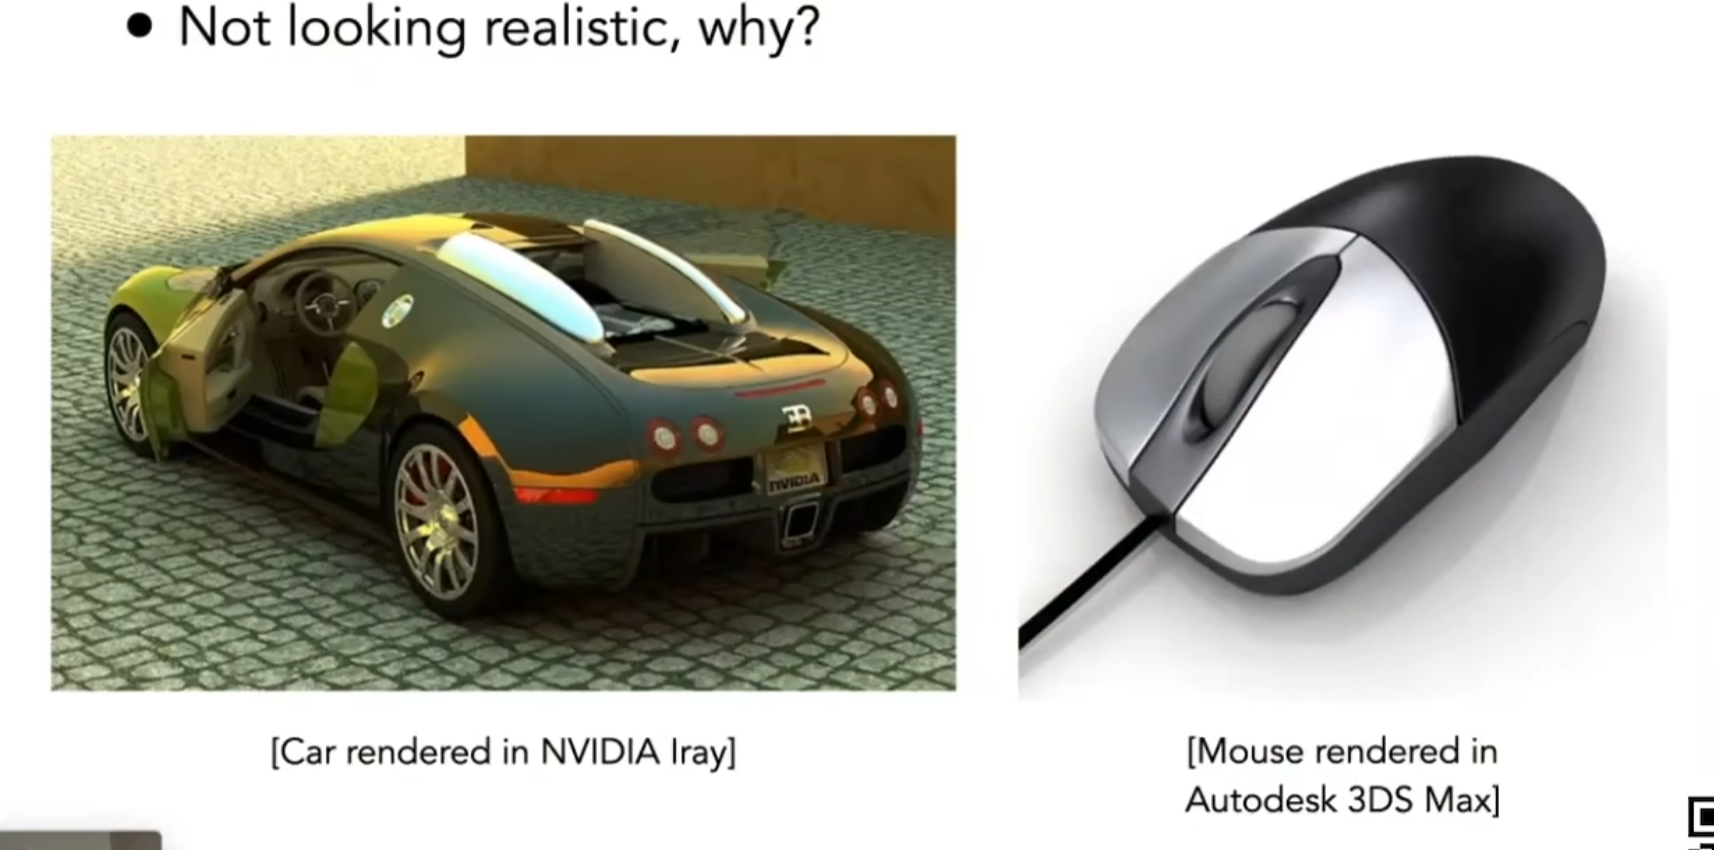 ● Not looking realistic, why?
NVIDIA
[Car rendered in NVIDIA Iray]
[Mouse rendered in
Autodesk 3DS Max]